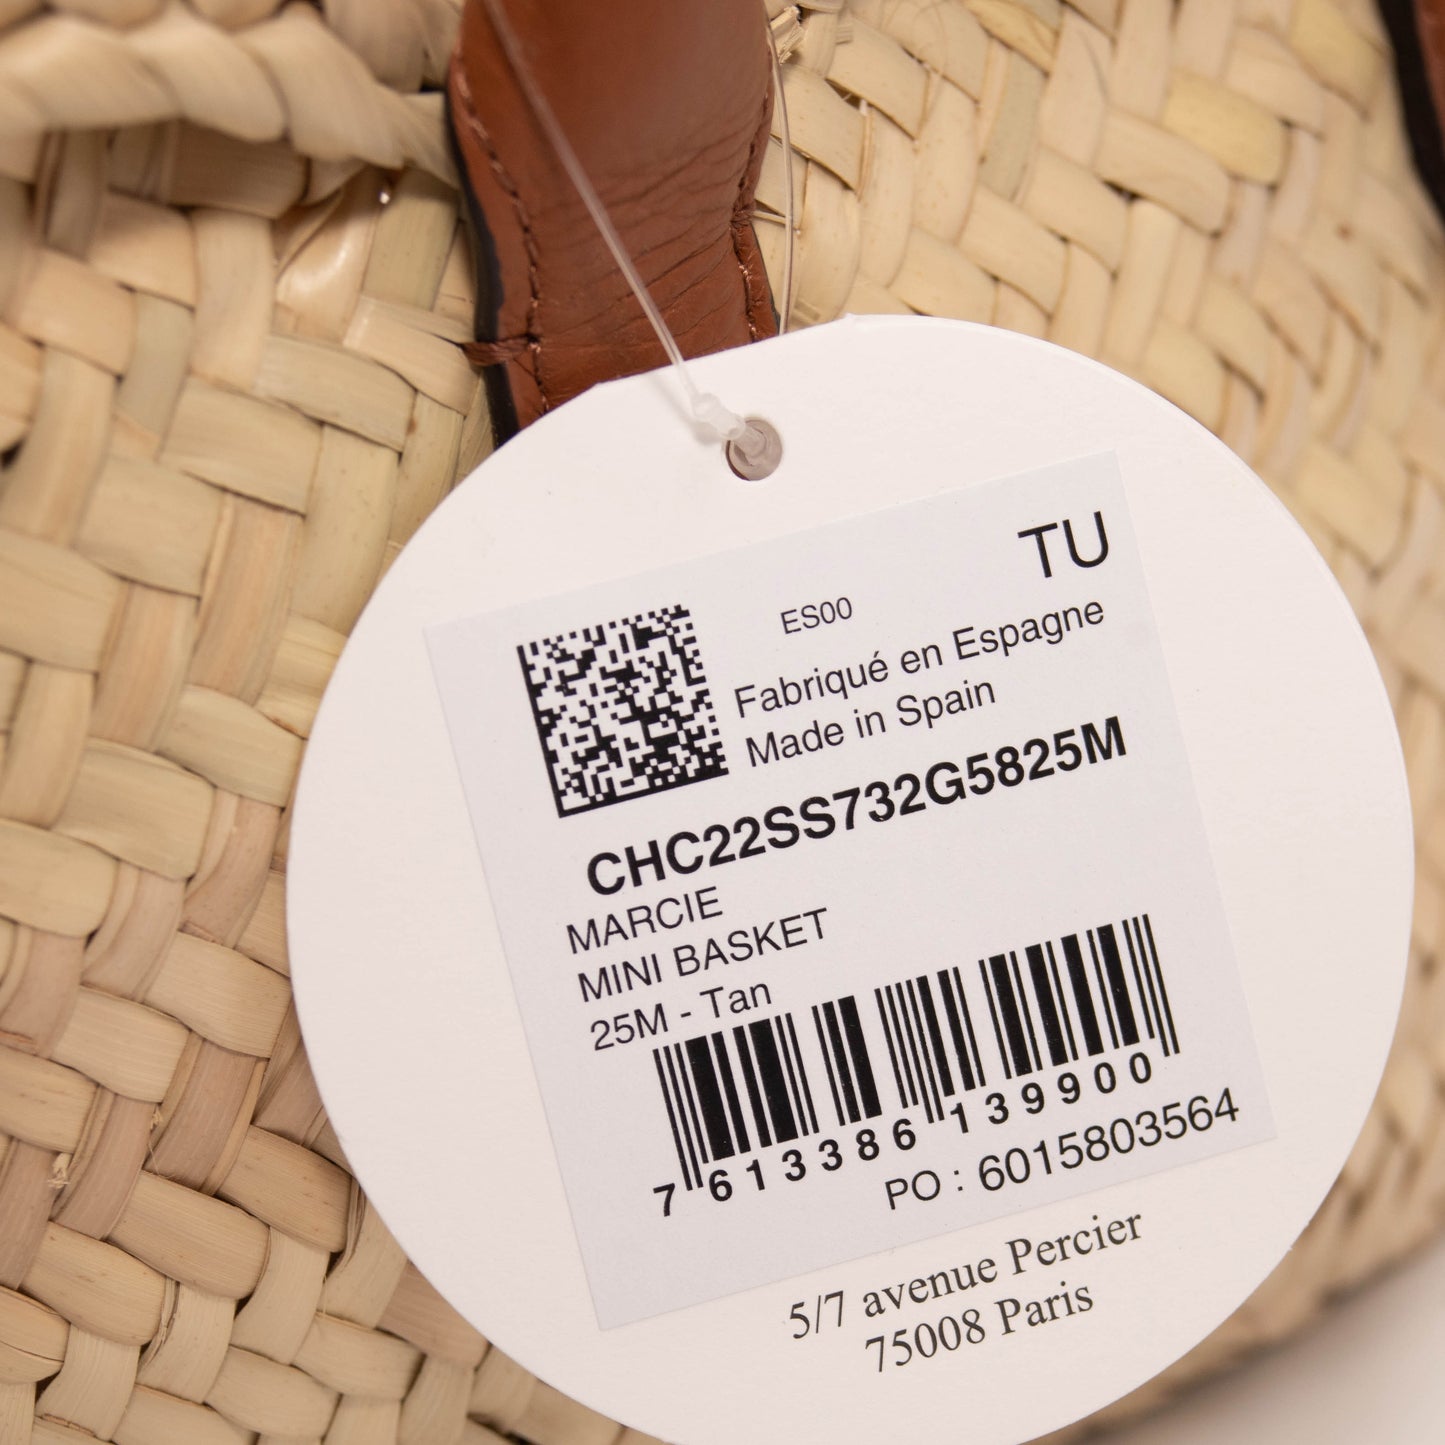 TU
ES00
Fabriqué en Espagne
Made in Spain
CHC22SS732G5825M
MARCIE
MINI BASKET
25M - Tan
7 613386 139900
PO : 6015803564
5/7 avenue Percier
75008 Paris